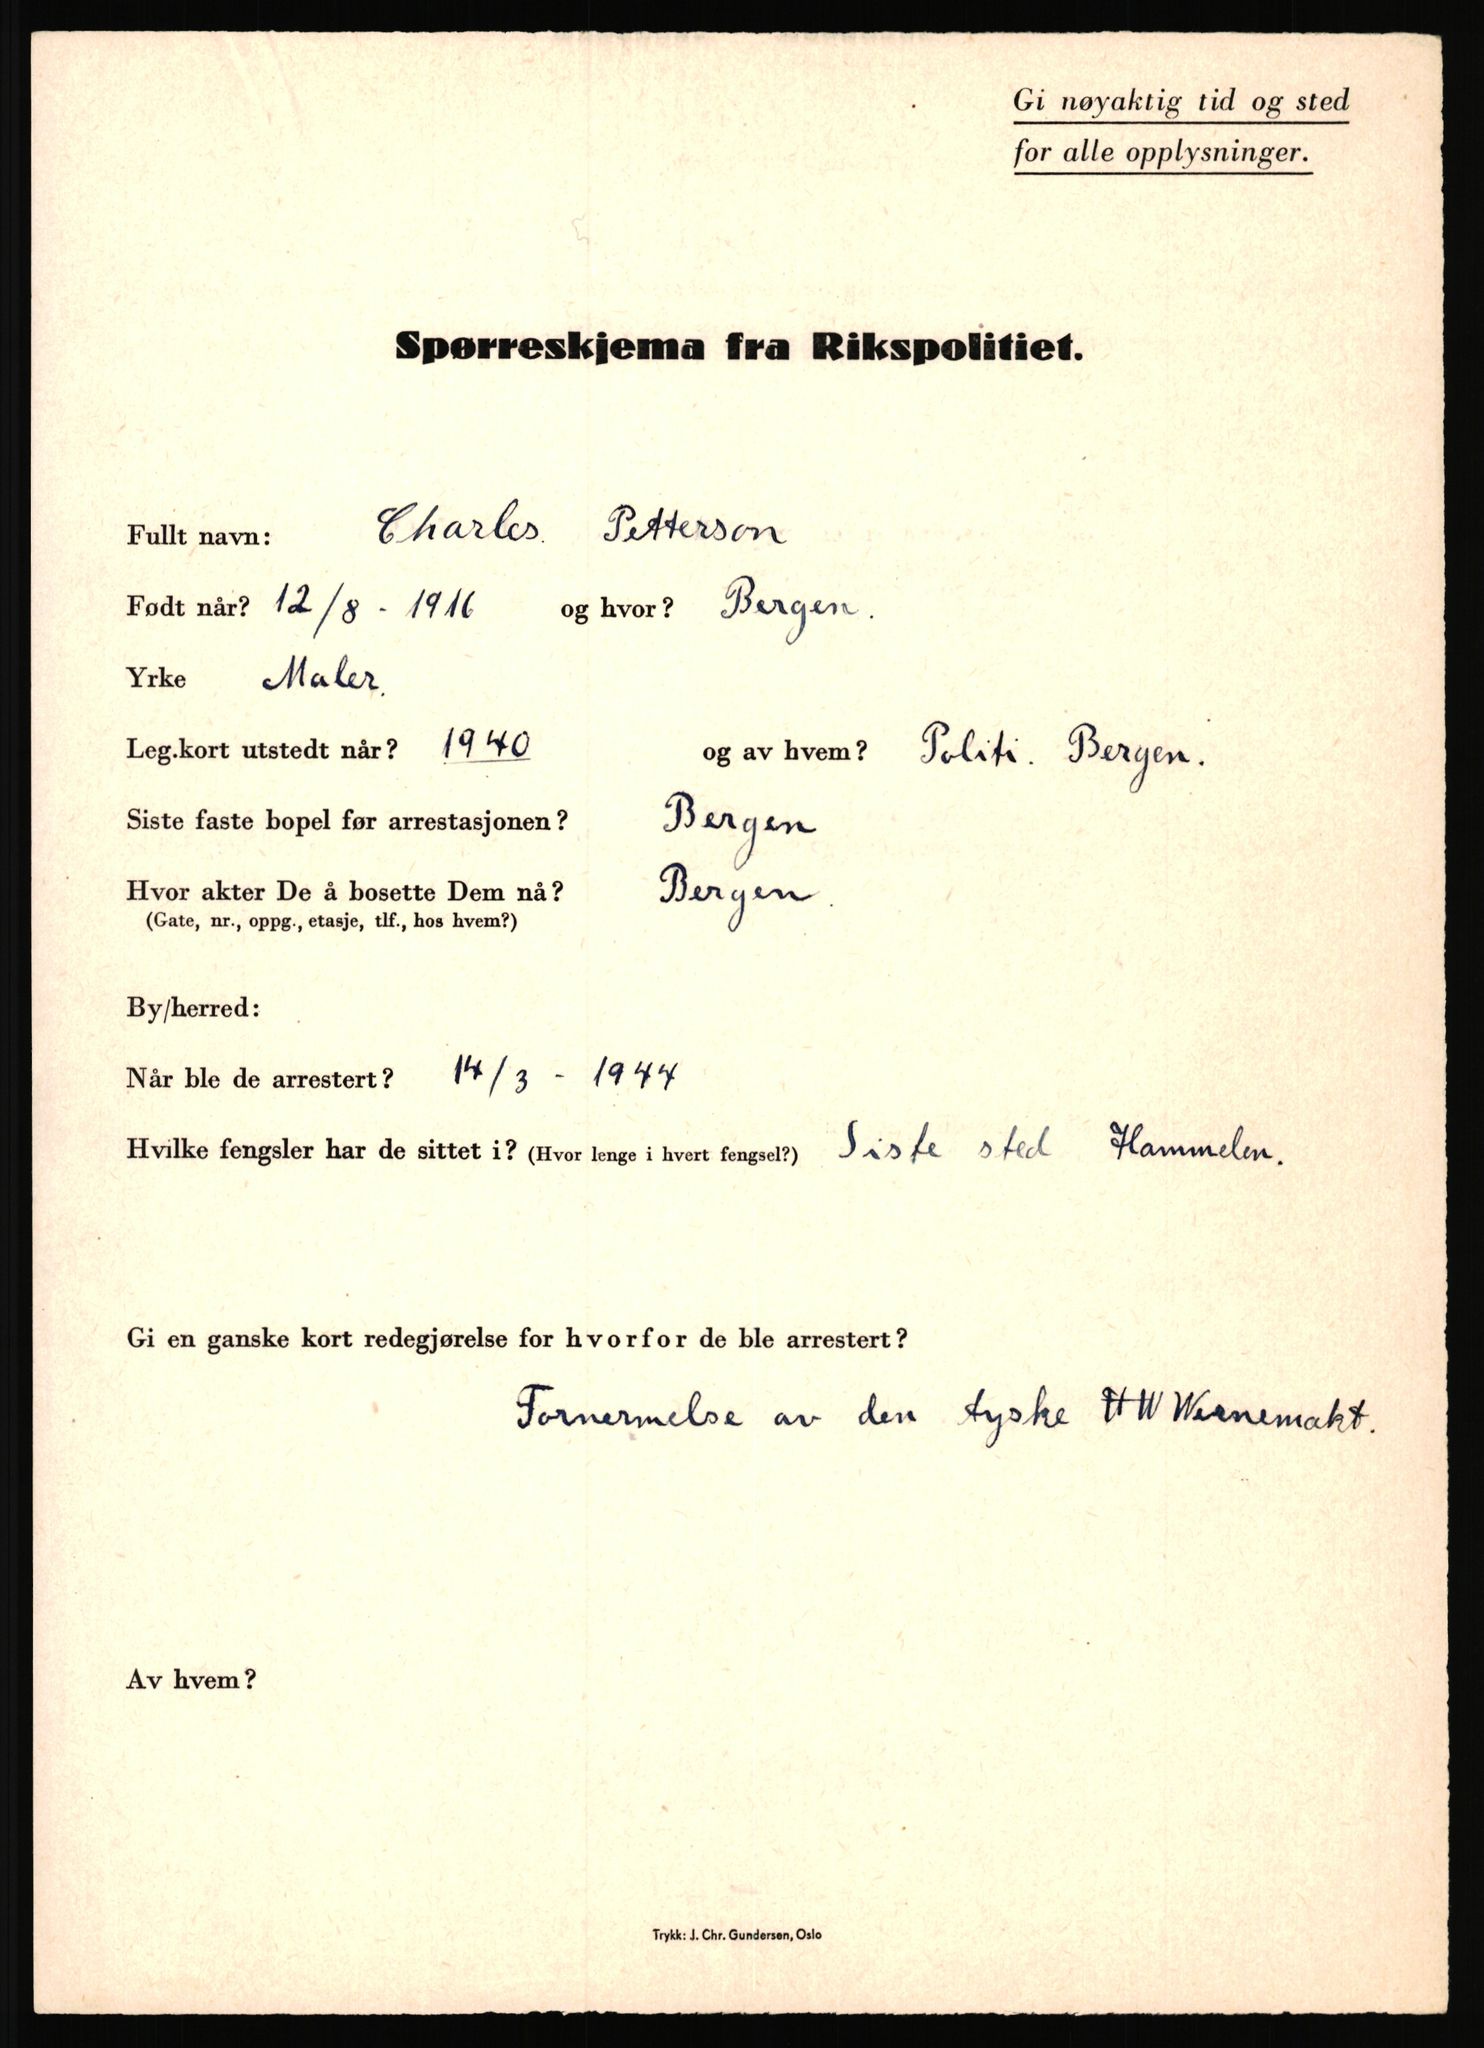 Gi nøyaktig tid og sted
for alle opplysninger.
Spørreskjema fra Rikspolitiet.
Fullt navn: Charles Petterson
Født når? 12/8 - 1916 og hvor? Bergen.
Yrke Maler.
Leg.kort utstedt når? 1940 og av hvem? Politi. Bergen.
Siste faste bopel før arrestasjonen? Bergen
Hvor akter De å bosette Dem nå? Bergen.
(Gate, nr., oppg., etasje, tlf., hos hvem?)
By/herred:
Når ble de arrestert? 14/3 - 1944
Hvilke fengsler har de sittet i? (Hvor lenge i hvert fengsel?) Siste sted Hammelen.
Gi en ganske kort redegjørelse for hvorfor de ble arrestert?
Fornermelse av den tyske W Wernemakt.
Av hvem?
Trykk: J. Chr. Gundersen, Oslo